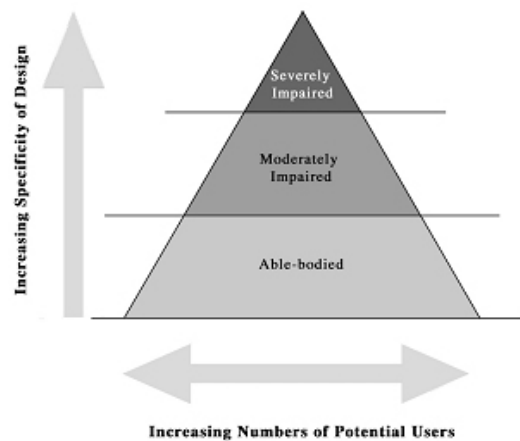 Increasing Specificity of Design
Severely
Impaired
Moderately
Impaired
Able-bodied
Increasing Numbers of Potential Users